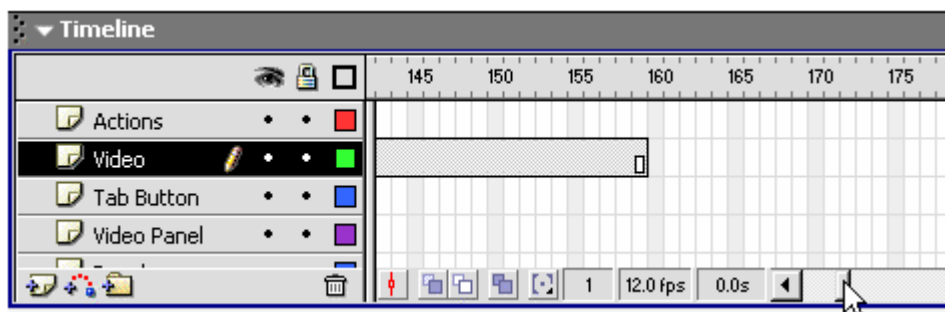 Timeline
145 150 155 160 165 170 175
Actions
Video
Tab Button
Video Panel
1 12.0 fps 0.0s